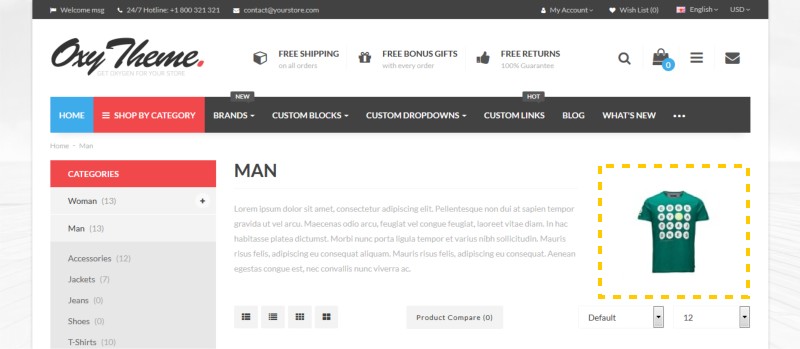 Welcome msg 24/7 Hotline: +1 800 321 321 contact@yourstore.com My Account Wish List (0) English USD
Oxy Theme.
GET OXYGEN FOR YOUR STORE
FREE SHIPPING
on all orders
FREE BONUS GIFTS
with every order
FREE RETURNS
100% Guarantee
0
NEW HOT
HOME SHOP BY CATEGORY BRANDS CUSTOM BLOCKS CUSTOM DROPDOWNS CUSTOM LINKS BLOG WHAT'S NEW
Home - Man
CATEGORIES
Woman (13) +
Man (13)
Accessories (12)
Jackets (7)
Jeans (0)
Shoes (0)
T-Shirts (10)
MAN
Lorem ipsum dolor sit amet, consectetur adipiscing elit. Pellentesque non dui at sapien tempor
gravida ut vel arcu. Maecenas odio arcu, feugiat vel congue feugiat, laoreet vitae diam. In hac
habitasse platea dictumst. Morbi nunc porta ligula tempor et varius nibh sollicitudin. Mauris
risus felis, adipiscing eu consequat aliquam. Mauris risus felis, adipiscing eu consequat. Aenean
egestas congue est, nec convallis nunc viverra ac.
Product Compare (0)
Default
12